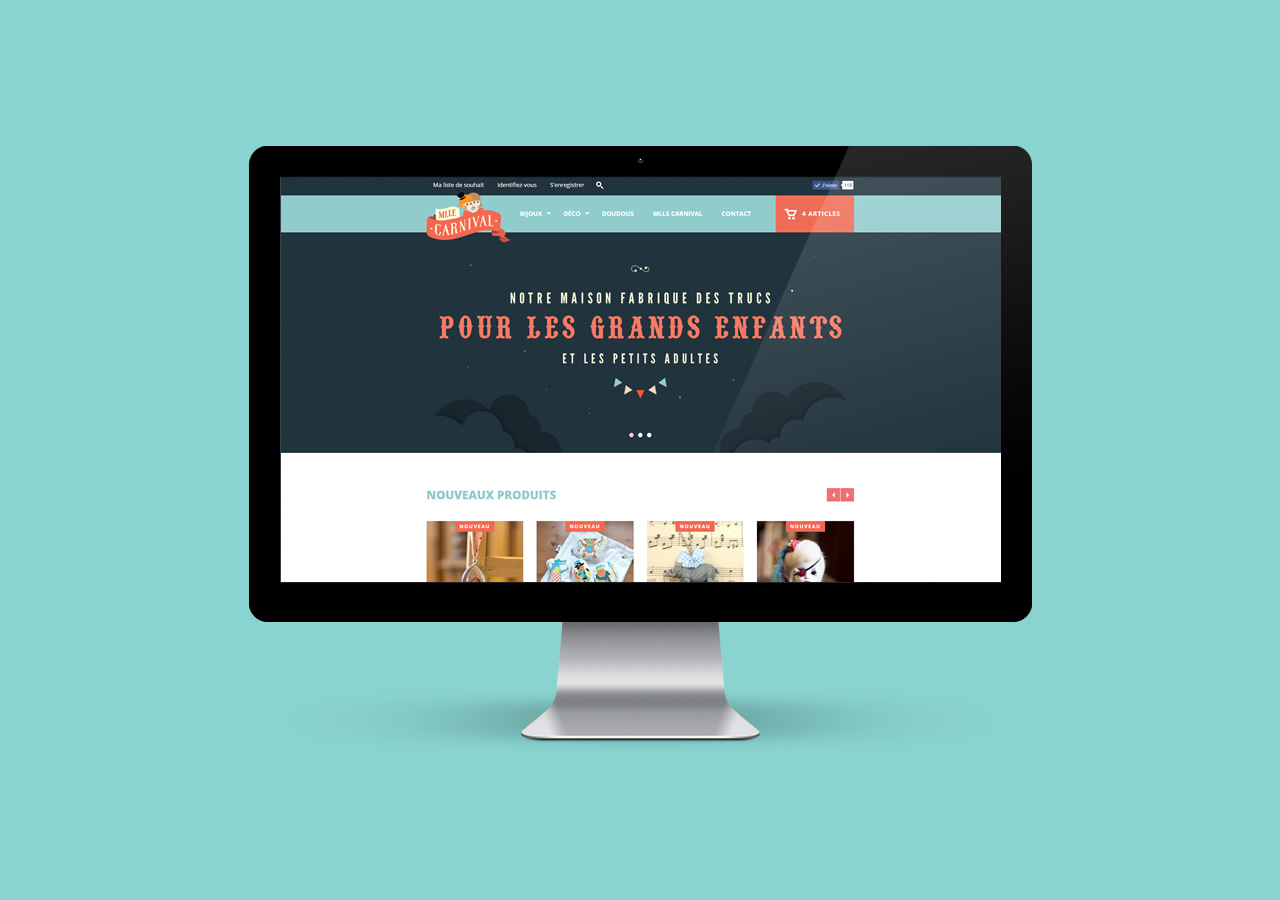 Ma liste de souhait Identifiez-vous S'enregistrer
J'aime 118
MLLE
CARNIVAL
BIJOUX DÉCO DOUDOUS MLLE CARNIVAL CONTACT
4 ARTICLES
NOTRE MAISON FABRIQUE DES TRUCS
POUR LES GRANDS ENFANTS
ET LES PETITS ADULTES
NOUVEAUX PRODUITS
NOUVEAU NOUVEAU NOUVEAU NOUVEAU